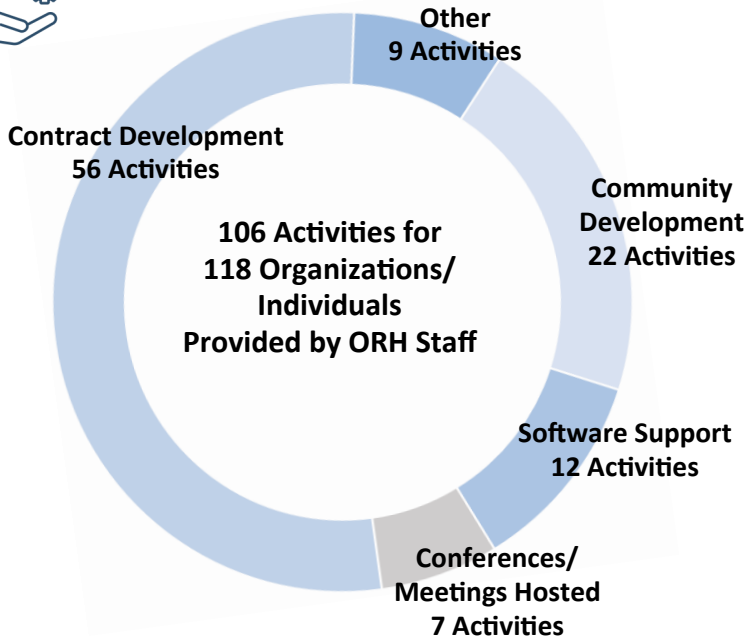 Other
9 Activities
Contract Development
56 Activities
Community
Development
22 Activities
106 Activities for
118 Organizations/
Individuals
Provided by ORH Staff
Software Support
12 Activities
Conferences/
Meetings Hosted
7 Activities